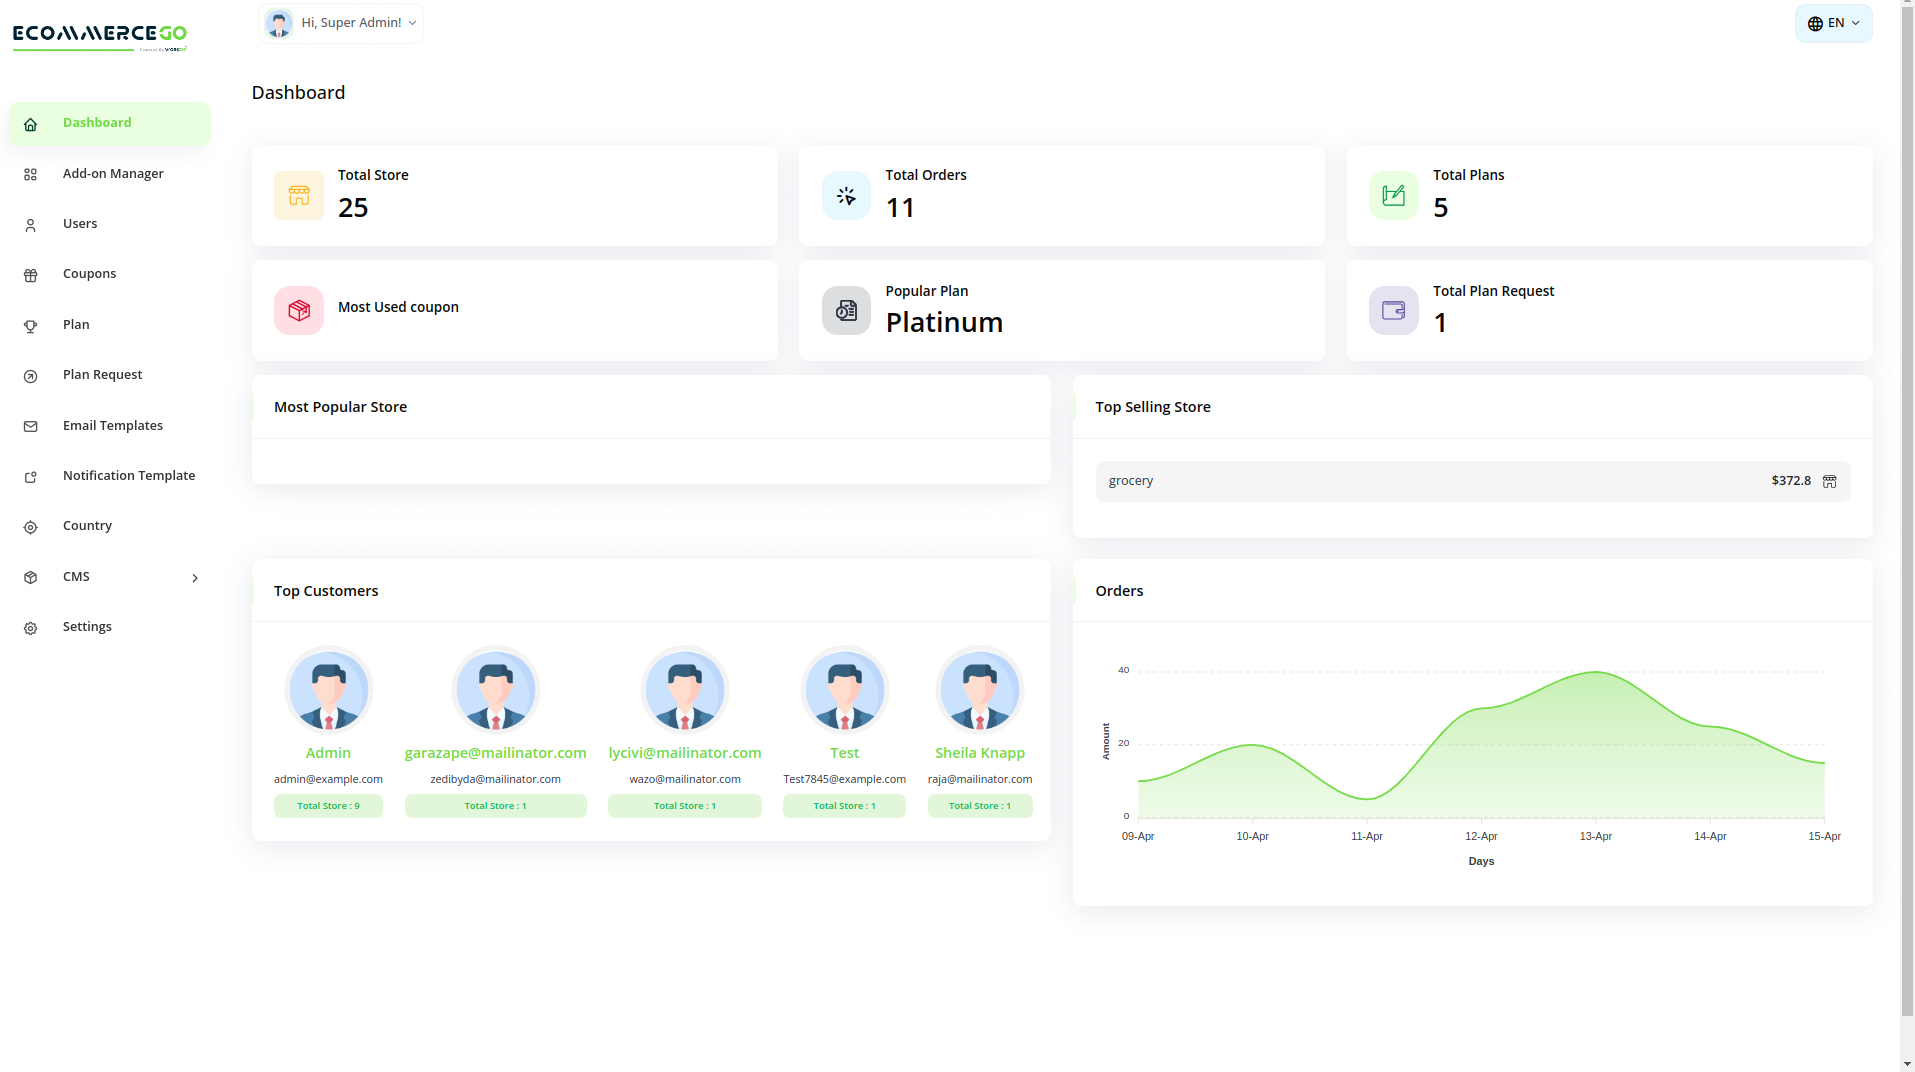 ECOMMERCEGO
Hi, Super Admin!
EN
Dashboard
Dashboard
Add-on Manager
Users
Coupons
Plan
Plan Request
Email Templates
Notification Template
Country
CMS
Settings
Total Store
25
Total Orders
11
Total Plans
5
Most Used coupon
Popular Plan
Platinum
Total Plan Request
1
Most Popular Store
Top Selling Store
grocery $372.8
Top Customers
Admin
admin@example.com
Total Store : 9
garazape@mailinator.com
zedibyda@mailinator.com
Total Store : 1
lycivi@mailinator.com
wazo@mailinator.com
Total Store : 1
Test
Test7845@example.com
Total Store : 1
Sheila Knapp
raja@mailinator.com
Total Store : 1
Orders
40
20
0
Amount
09-Apr 10-Apr 11-Apr 12-Apr 13-Apr 14-Apr 15-Apr
Days